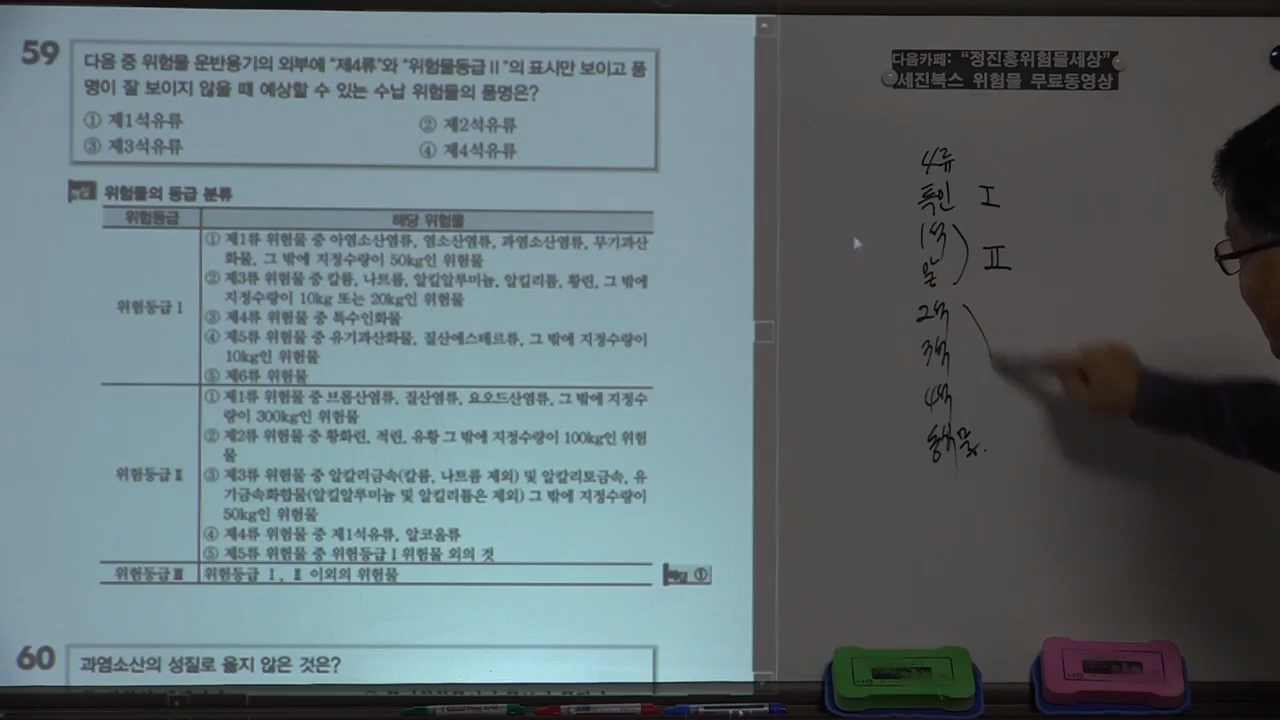 59
다음 중 위험물 운반용기의 외부에 "제4류"와 "위험물등급Ⅱ"의 표시만 보이고 품
명이 잘 보이지 않을 때 예상할 수 있는 수납 위험물의 품명은?
① 제1석유류 ② 제2석유류
③ 제3석유류 ④ 제4석유류
해설 위험물의 등급 분류
위험등급 해당 위험물
위험등급Ⅰ
① 제1류 위험물 중 아염소산염류, 염소산염류, 과염소산염류, 무기과산
화물, 그 밖에 지정수량이 50kg인 위험물
② 제3류 위험물 중 칼륨, 나트륨, 알킬알루미늄, 알킬리튬, 황린, 그 밖에
지정수량이 10kg 또는 20kg인 위험물
③ 제4류 위험물 중 특수인화물
④ 제5류 위험물 중 유기과산화물, 질산에스테르류, 그 밖에 지정수량이
10kg인 위험물
⑤ 제6류 위험물
위험등급Ⅱ
① 제1류 위험물 중 브롬산염류, 질산염류, 요오드산염류, 그 밖에 지정수
량이 300kg인 위험물
② 제2류 위험물 중 황화린, 적린, 유황 그 밖에 지정수량이 100kg인 위험
물
③ 제3류 위험물 중 알칼리금속(칼륨, 나트륨 제외) 및 알칼리토금속, 유
기금속화합물(알킬알루미늄 및 알킬리튬은 제외) 그 밖에 지정수량이
50kg인 위험물
④ 제4류 위험물 중 제1석유류, 알코올류
⑤ 제5류 위험물 중 위험등급Ⅰ위험물 외의 것
위험등급Ⅲ 위험등급 Ⅰ, Ⅱ 이외의 위험물
해답 ①
60 과염소산의 성질로 옳지 않은 것은?
다음카페: "정진홍위험물세상"
세진북스 위험물 무료동영상
4류
특인 Ⅰ
1석
알 Ⅱ
2석
3석
4석
동식물.